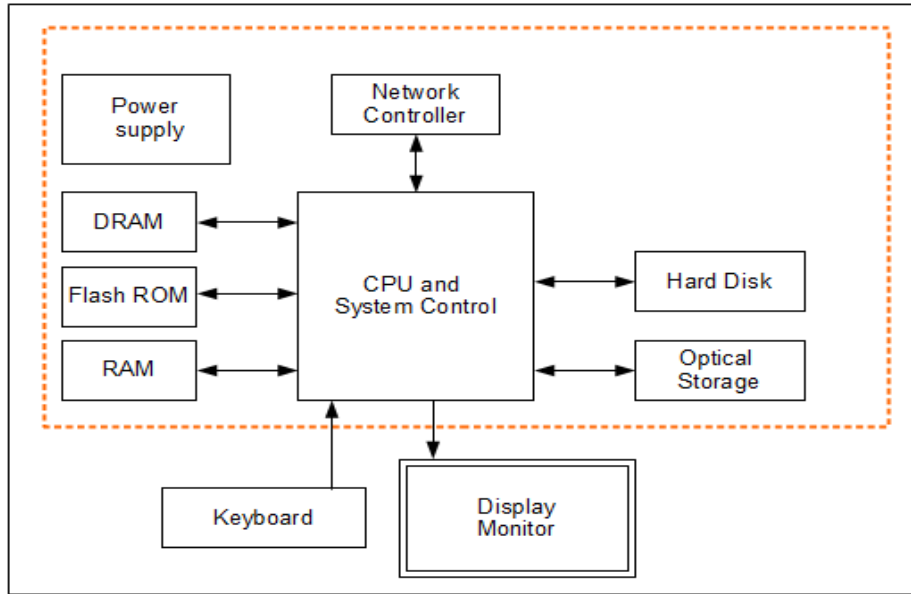 Power
supply
Network
Controller
DRAM
Flash ROM
RAM
CPU and
System Control
Hard Disk
Optical
Storage
Keyboard
Display
Monitor